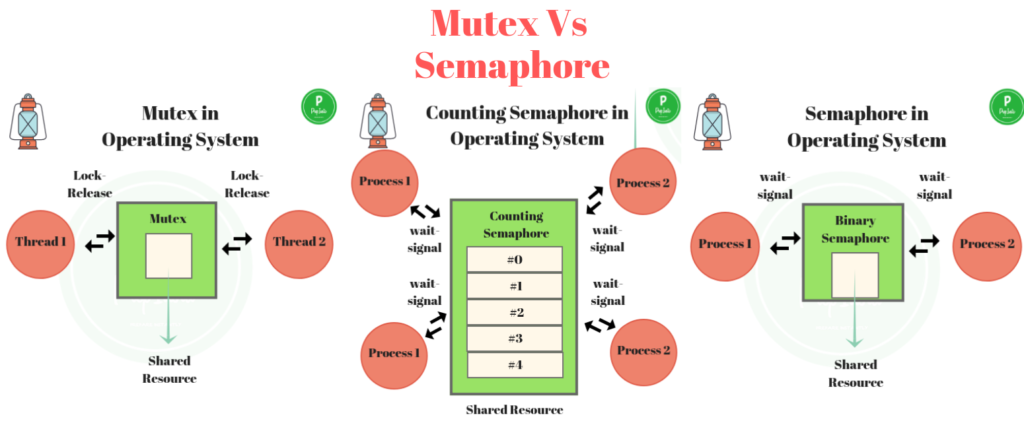 Mutex Vs
Semaphore
Mutex in
Operating System
Lock-
Release
Lock-
Release
Thread 1
Mutex
Thread 2
Shared
Resource
Counting Semaphore in
Operating System
Process 1
Process 2
wait-
signal
Counting
Semaphore
wait-
signal
#0
wait-
signal
#1
wait-
signal
#2
#3
#4
Process 1
Process 2
Shared Resource
Semaphore in
Operating System
wait-
signal
wait-
signal
Process 1
Binary
Semaphore
Process 2
Shared
Resource